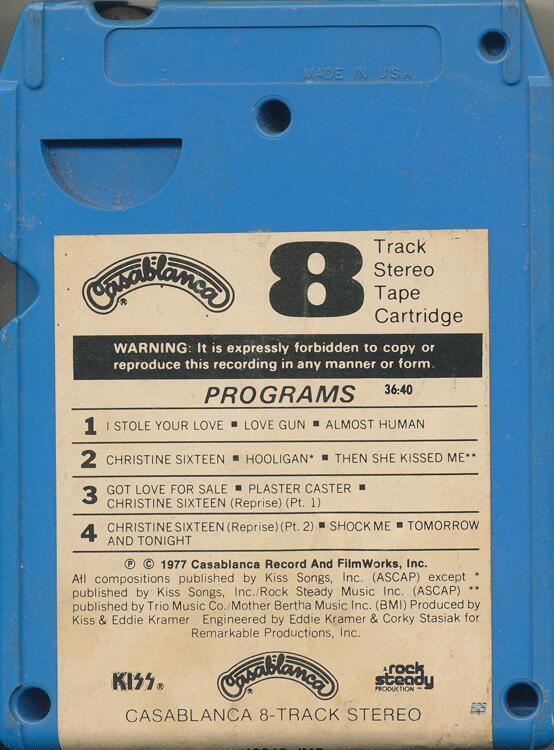 MADE IN U.S.A
Casablanca
8 Track
Stereo
Tape
Cartridge
WARNING: It is expressly forbidden to copy or
reproduce this recording in any manner or form.
PROGRAMS 36:40
1 I STOLE YOUR LOVE ■ LOVE GUN ■ ALMOST HUMAN
2 CHRISTINE SIXTEEN ■ HOOLIGAN* ■ THEN SHE KISSED ME**
3 GOT LOVE FOR SALE ■ PLASTER CASTER ■
CHRISTINE SIXTEEN (Reprise) (Pt. 1)
4 CHRISTINE SIXTEEN (Reprise) (Pt. 2) ■ SHOCK ME ■ TOMORROW
AND TONIGHT
℗ © 1977 Casablanca Record And FilmWorks, Inc.
All compositions published by Kiss Songs, Inc. (ASCAP) except *
published by Kiss Songs, Inc./Rock Steady Music Inc. (ASCAP) **
published by Trio Music Co./Mother Bertha Music Inc. (BMI) Produced by
Kiss & Eddie Kramer Engineered by Eddie Kramer & Corky Stasiak for
Remarkable Productions, Inc.
KISS® Casablanca A rock steady PRODUCTION
CASABLANCA 8-TRACK STEREO